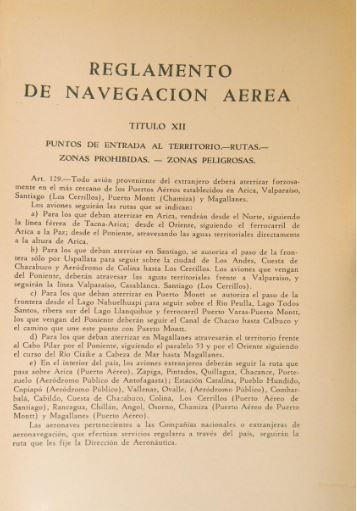 REGLAMENTO
DE NAVEGACION AEREA
TITULO XII
PUNTOS DE ENTRADA AL TERRITORIO.—RUTAS.—
ZONAS PROHIBIDAS. — ZONAS PELIGROSAS.
Art. 129.—Todo avión proveniente del extranjero deberá aterrizar forzosa-
mente en el más cercano de los Puertos Aéreos establecidos en Arica, Valparaíso,
Santiago (Los Cerrillos), Puerto Montt (Chamiza) y Magallanes.
Los aviones seguirán las rutas que se indican:
a) Para los que deban aterrizar en Arica, vendrán desde el Norte, siguiendo
la línea férrea de Tacna-Arica; desde el Oriente, siguiendo el ferrocarril de
Arica a la Paz; desde el Poniente, atravesando las aguas territoriales directamente
a la altura de Arica.
b) Para los que deban aterrizar en Santiago, se autoriza el paso de la fron-
tera sólo por Uspallata para seguir sobre la ciudad de Los Andes, Cuesta de
Chacabuco y Aeródromo de Colina hasta Los Cerrillos. Los aviones que vengan
del Poniente, deberán atravesar las aguas territoriales frente a Valparaíso, y
seguirán la línea Valparaíso, Casablanca. Santiago (Los Cerrillos).
c) Para los que deban aterrizar en Puerto Montt se autoriza el paso de la
frontera desde el Lago Nahuelhuapi para seguir sobre el Río Peulla, Lago Todos
Santos, ribera sur del Lago Llanquihue y ferrocarril Puerto Varas-Puerto Montt,
los que vengan del Poniente deberán seguir el Canal de Chacao hasta Calbuco y
el camino que une este punto con Puerto Montt.
d) Para los que deban aterrizar en Magallanes atravesarán el territorio frente
al Cabo Pilar por el Poniente, siguiendo el paralelo 53 y por el Oriente siguiendo
el curso del Río Ciaike a Cabeza de Mar hasta Magallanes.
e) En el interior del país, los aviones extranjeros deberán seguir la ruta que
pasa sobre Arica (Puerto Aéreo), Zapiga, Pintados, Quillagua, Chacance, Porte-
zuelo (Aeródromo Público de Antofagasta); Estación Catalina, Pueblo Hundido,
Copiapó (Aeródromo Público), Vallenar, Ovalle, (Aeródromo Público), Combar-
balá, Cabildo, Cuesta de Chacabuco, Colina, Los Cerrillos (Puerto Aéreo de
Santiago), Rancagua, Chillán, Angol, Osorno, Chamiza (Puerto Aéreo de Puerto
Montt) y Magallanes (Puerto Aéreo).
Las aeronaves pertenecientes a las Compañías nacionales o extranjeras de
aeronavegación, que efectúan servicios regulares a través del país, seguirán la
ruta que les fije la Dirección de Aeronáutica.